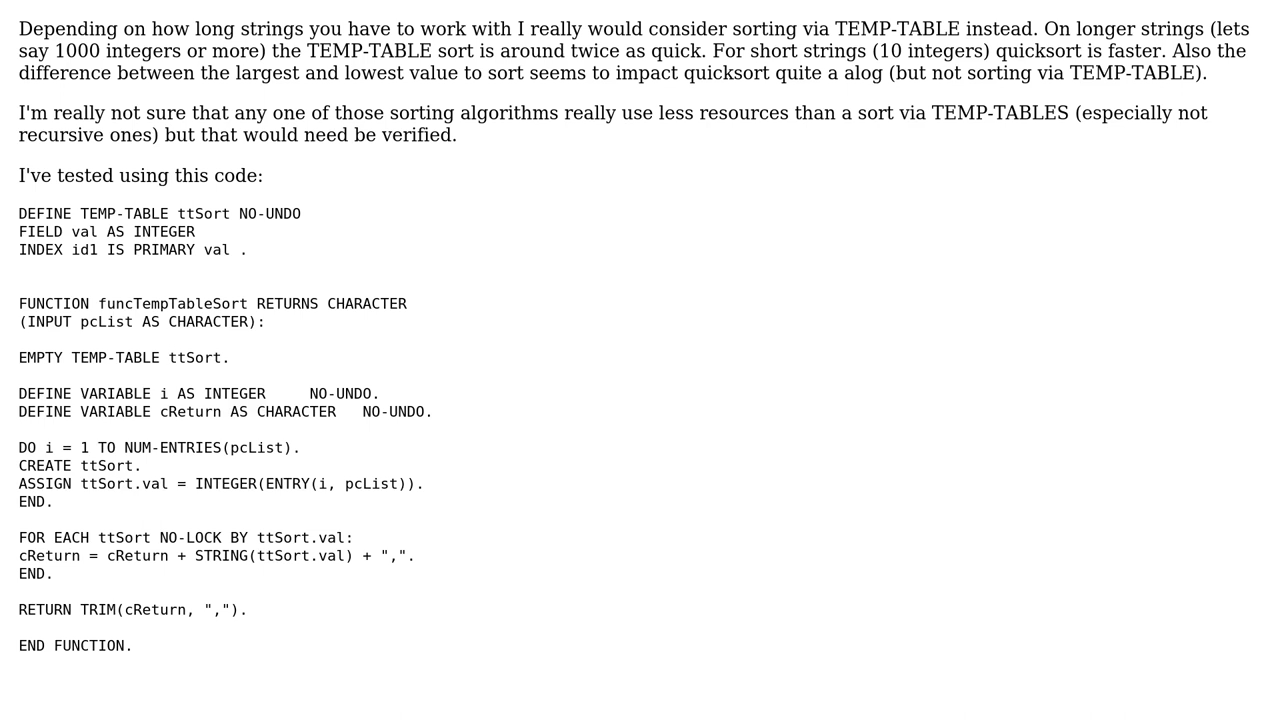 Depending on how long strings you have to work with I really would consider sorting via TEMP-TABLE instead. On longer strings (lets
say 1000 integers or more) the TEMP-TABLE sort is around twice as quick. For short strings (10 integers) quicksort is faster. Also the
difference between the largest and lowest value to sort seems to impact quicksort quite a alog (but not sorting via TEMP-TABLE).
I'm really not sure that any one of those sorting algorithms really use less resources than a sort via TEMP-TABLES (especially not
recursive ones) but that would need be verified.
I've tested using this code:
DEFINE TEMP-TABLE ttSort NO-UNDO
FIELD val AS INTEGER
INDEX id1 IS PRIMARY val .
FUNCTION funcTempTableSort RETURNS CHARACTER
(INPUT pcList AS CHARACTER):
EMPTY TEMP-TABLE ttSort.
DEFINE VARIABLE i AS INTEGER     NO-UNDO.
DEFINE VARIABLE cReturn AS CHARACTER   NO-UNDO.
DO i = 1 TO NUM-ENTRIES(pcList).
CREATE ttSort.
ASSIGN ttSort.val = INTEGER(ENTRY(i, pcList)).
END.
FOR EACH ttSort NO-LOCK BY ttSort.val:
cReturn = cReturn + STRING(ttSort.val) + ",".
END.
RETURN TRIM(cReturn, ",").
END FUNCTION.